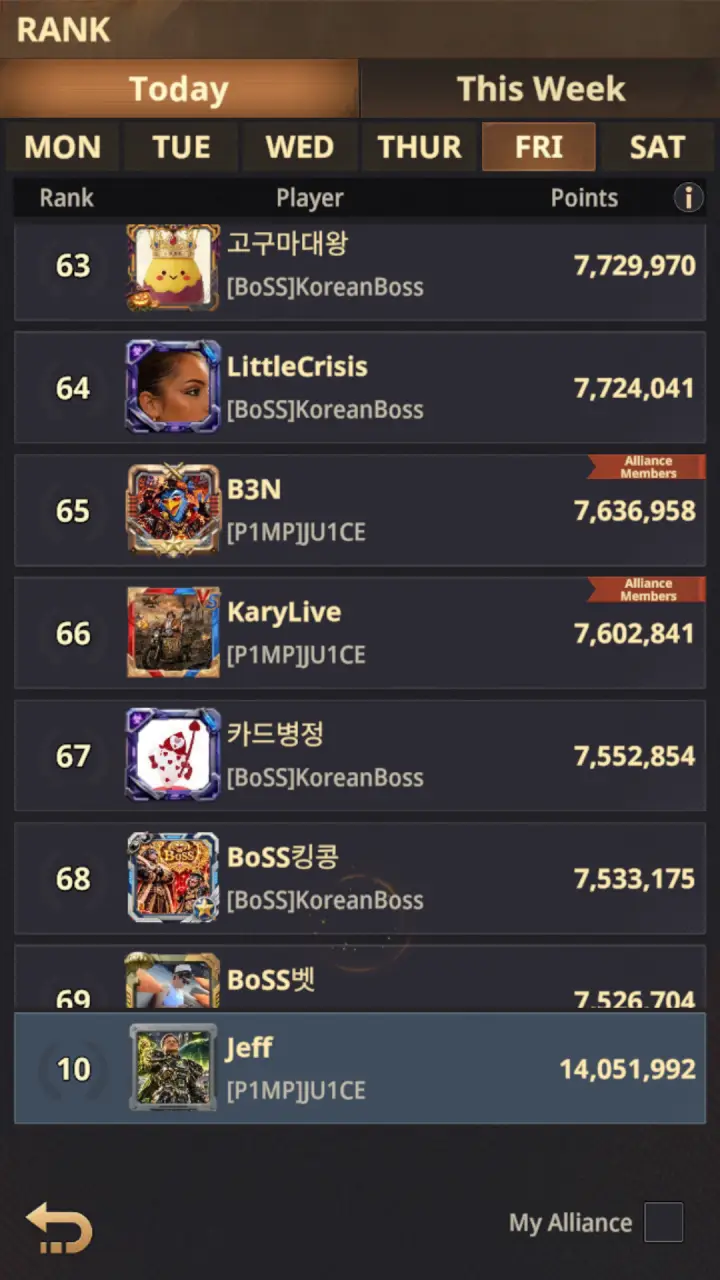 RANK
Today
This Week
MON TUE WED THUR FRI SAT
Rank Player Points
63 고구마대왕 7,729,970
[BoSS]KoreanBoss
64 LittleCrisis 7,724,041
[BoSS]KoreanBoss
Alliance
Members
65 B3N 7,636,958
[P1MP]JU1CE
Alliance
Members
66 KaryLive 7,602,841
[P1MP]JU1CE
67 카드병정 7,552,854
[BoSS]KoreanBoss
68 BoSS킹콩 7,533,175
[BoSS]KoreanBoss
69 BoSS벳 7,526,704
10 Jeff 14,051,992
[P1MP]JU1CE
My Alliance